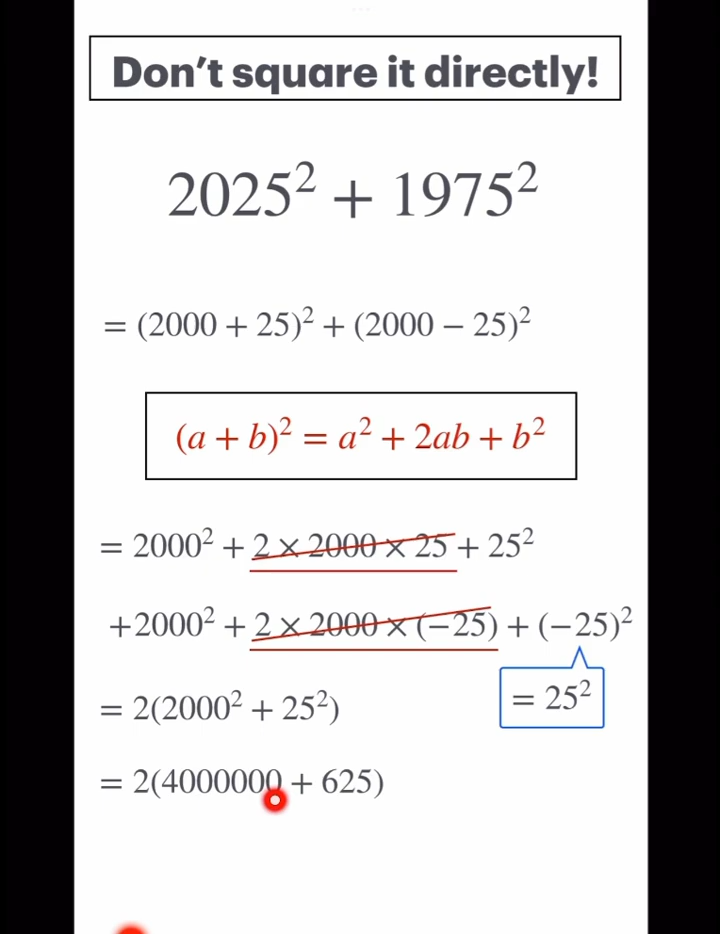 Don't square it directly!
2025² + 1975²
= (2000 + 25)² + (2000 − 25)²
(a + b)² = a² + 2ab + b²
= 2000² + 2 × 2000 × 25 + 25²
+2000² + 2 × 2000 × (−25) + (−25)²
= 2(2000² + 25²)
= 25²
= 2(4000000 + 625)